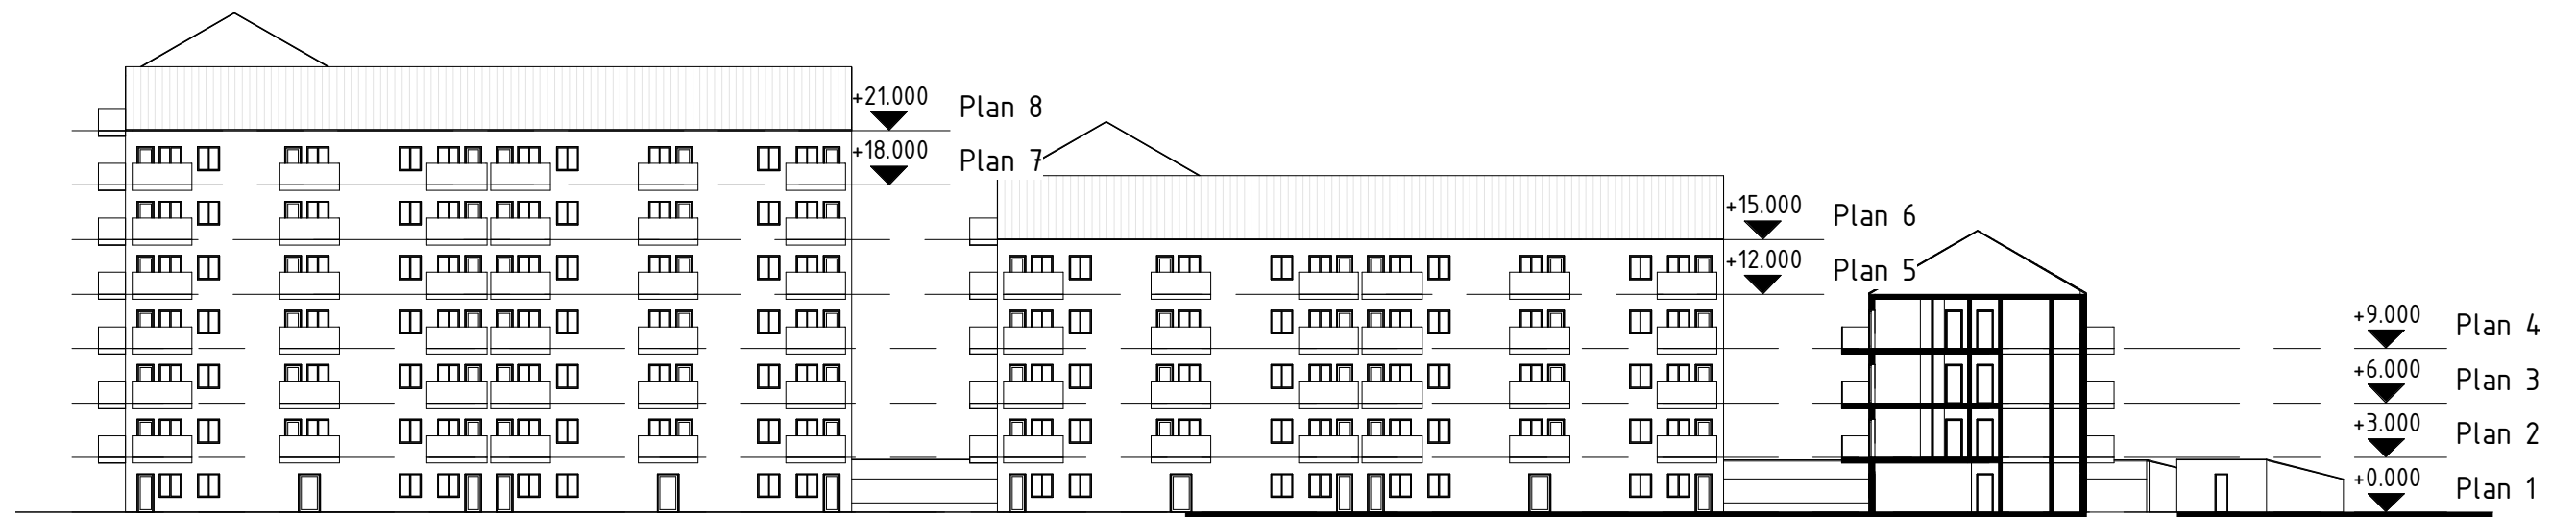 +21.000 Plan 8
+18.000 Plan 7
+15.000 Plan 6
+12.000 Plan 5
+9.000 Plan 4
+6.000 Plan 3
+3.000 Plan 2
+0.000 Plan 1